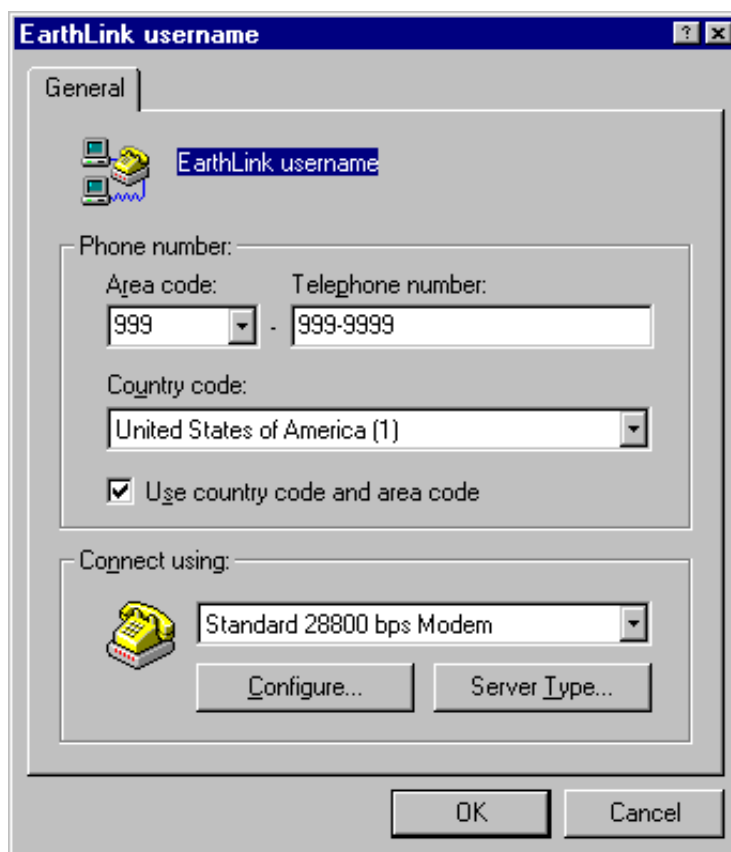 EarthLink username
General
EarthLink username
Phone number:
Area code: Telephone number:
999 - 999-9999
Country code:
United States of America (1)
Use country code and area code
Connect using:
Standard 28800 bps Modem
Configure... Server Type...
OK Cancel